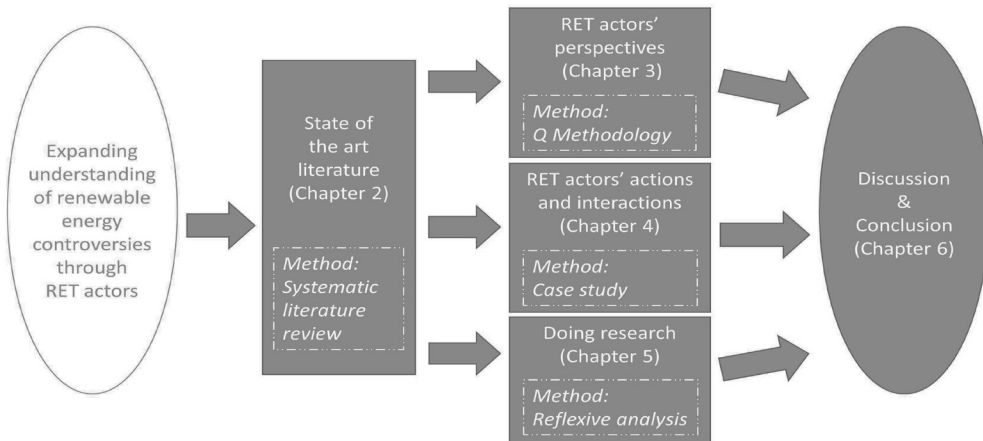 Expanding
understanding
of renewable
energy
controversies
through
RET actors
State of
the art
literature
(Chapter 2)
Method:
Systematic
literature
review
RET actors'
perspectives
(Chapter 3)
Method:
Q Methodology
RET actors' actions
and interactions
(Chapter 4)
Method:
Case study
Doing research
(Chapter 5)
Method:
Reflexive analysis
Discussion
&
Conclusion
(Chapter 6)